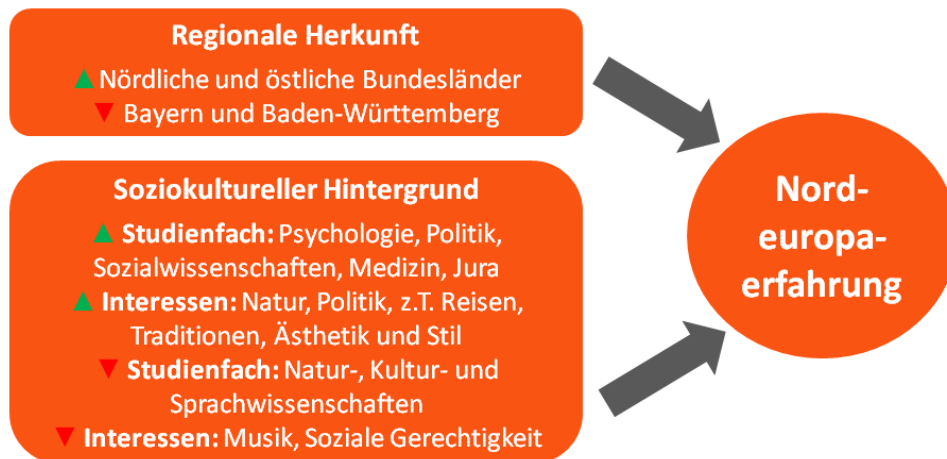 Regionale Herkunft
▲ Nördliche und östliche Bundesländer
▼ Bayern und Baden-Württemberg
Soziokultureller Hintergrund
▲ Studienfach: Psychologie, Politik,
Sozialwissenschaften, Medizin, Jura
▲ Interessen: Natur, Politik, z.T. Reisen,
Traditionen, Ästhetik und Stil
▼ Studienfach: Natur-, Kultur- und
Sprachwissenschaften
▼ Interessen: Musik, Soziale Gerechtigkeit
Nord-
europa-
erfahrung